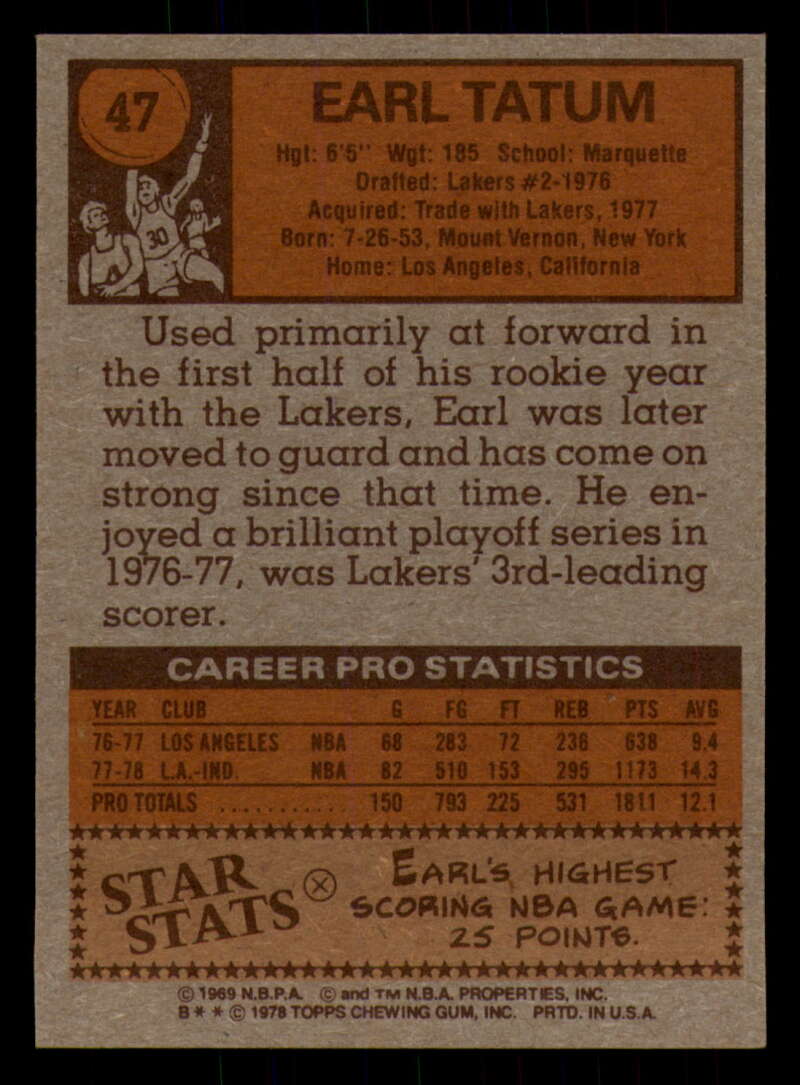 47
EARL TATUM
Hgt: 6'5" Wgt: 185 School: Marquette
Drafted: Lakers #2-1976
Acquired: Trade with Lakers, 1977
Born: 7-26-53, Mount Vernon, New York
Home: Los Angeles, California
30
Used primarily at forward in
the first half of his rookie year
with the Lakers, Earl was later
moved to guard and has come on
strong since that time. He en-
joyed a brilliant playoff series in
1976-77, was Lakers' 3rd-leading
scorer.
CAREER PRO STATISTICS
YEAR CLUB G FG FT REB PTS AVG
76-77 LOS ANGELES NBA 68 283 72 236 638 9.4
77-78 L.A.-IND. NBA 82 510 153 295 1173 14.3
PRO TOTALS ........... 150 793 225 531 1811 12.1
STAR
STATS
EARL'S HIGHEST
SCORING NBA GAME:
25 POINTS.
© 1969 N.B.P.A. © and TM N.B.A. PROPERTIES, INC.
B * * © 1978 TOPPS CHEWING GUM, INC. PRTD. IN U.S.A.